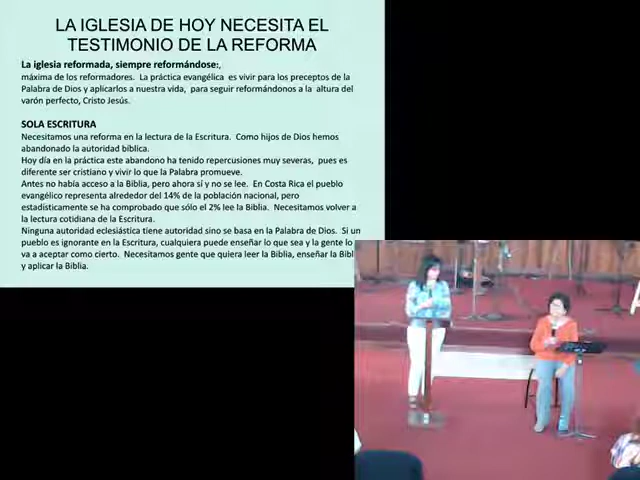 LA IGLESIA DE HOY NECESITA EL
TESTIMONIO DE LA REFORMA
La iglesia reformada, siempre reformándose:,
máxima de los reformadores. La práctica evangélica es vivir para los preceptos de la
Palabra de Dios y aplicarlos a nuestra vida, para seguir reformándonos a la altura del
varón perfecto, Cristo Jesús.
SOLA ESCRITURA
Necesitamos una reforma en la lectura de la Escritura. Como hijos de Dios hemos
abandonado la autoridad bíblica.
Hoy día en la práctica este abandono ha tenido repercusiones muy severas, pues es
diferente ser cristiano y vivir lo que la Palabra promueve.
Antes no había acceso a la Biblia, pero ahora sí y no se lee. En Costa Rica el pueblo
evangélico representa alrededor del 14% de la población nacional, pero
estadísticamente se ha comprobado que sólo el 2% lee la Biblia. Necesitamos volver a
la lectura cotidiana de la Escritura.
Ninguna autoridad eclesiástica tiene autoridad sino se basa en la Palabra de Dios. Si un
pueblo es ignorante en la Escritura, cualquiera puede enseñar lo que sea y la gente lo
va a aceptar como cierto. Necesitamos gente que quiera leer la Biblia, enseñar la Bibl
y aplicar la Biblia.